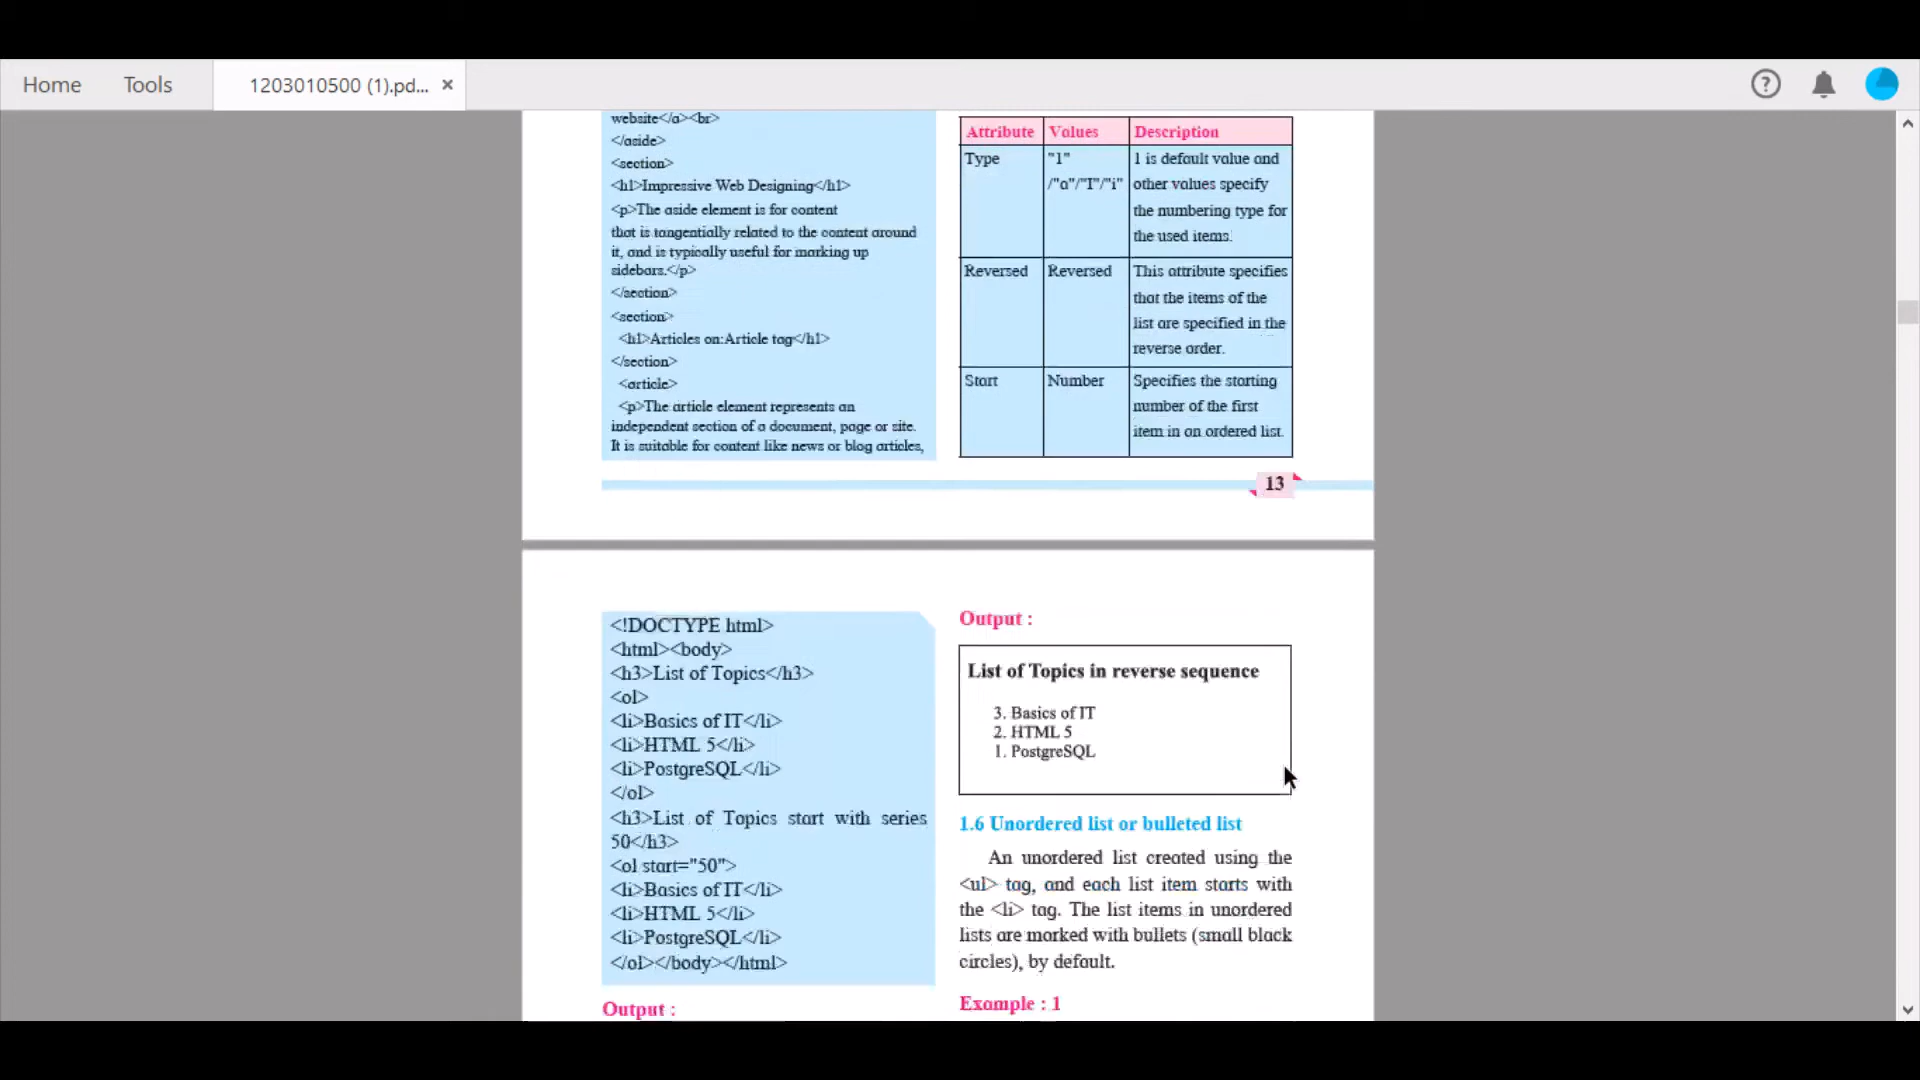 Home Tools 1203010500 (1).pd... ×
website</a><br>
</aside>
<section>
<h1>Impressive Web Designing</h1>
<p>The aside element is for content
that is tangentially related to the content around
it, and is typically useful for marking up
sidebars.</p>
</section>
<section>
<h1>Articles on:Article tag</h1>
</section>
<article>
<p>The article element represents an
independent section of a document, page or site.
It is suitable for content like news or blog articles,
Attribute Values Description
Type "1" 1 is default value and
/"a"/"I"/"i" other values specify
the numbering type for
the used items.
Reversed Reversed This attribute specifies
that the items of the
list are specified in the
reverse order.
Start Number Specifies the starting
number of the first
item in an ordered list.
13
<!DOCTYPE html>
<html><body>
<h3>List of Topics</h3>
<ol>
<li>Basics of IT</li>
<li>HTML 5</li>
<li>PostgreSQL</li>
</ol>
<h3>List of Topics start with series
50</h3>
<ol start="50">
<li>Basics of IT</li>
<li>HTML 5</li>
<li>PostgreSQL</li>
</ol></body></html>
Output :
Output :
List of Topics in reverse sequence
3. Basics of IT
2. HTML 5
1. PostgreSQL
1.6 Unordered list or bulleted list
An unordered list created using the
<ul> tag, and each list item starts with
the <li> tag. The list items in unordered
lists are marked with bullets (small black
circles), by default.
Example : 1